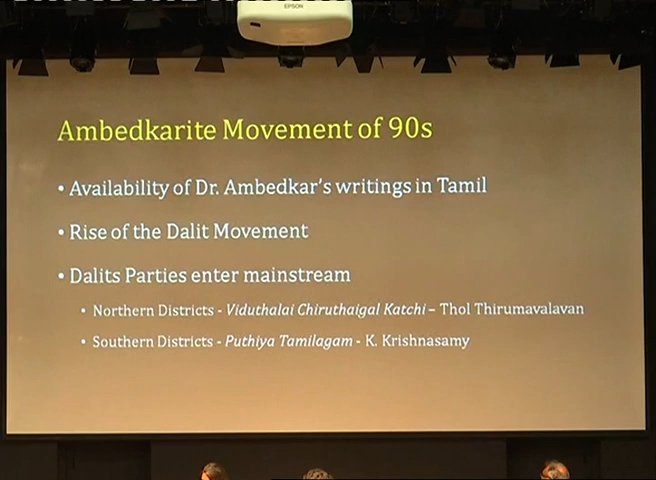 EPSON
Ambedkarite Movement of 90s
• Availability of Dr. Ambedkar's writings in Tamil
• Rise of the Dalit Movement
• Dalits Parties enter mainstream
• Northern Districts - Viduthalai Chiruthaigal Katchi – Thol Thirumavalavan
• Southern Districts - Puthiya Tamilagam - K. Krishnasamy